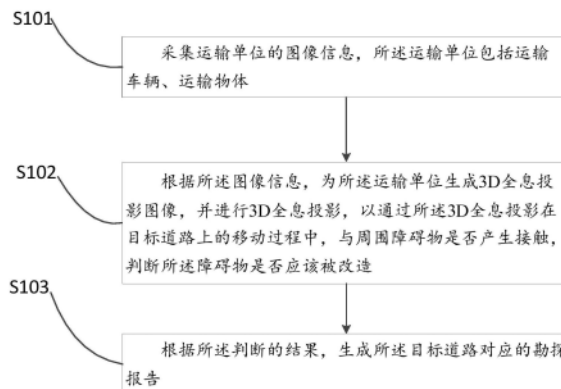 S101
采集运输单位的图像信息，所述运输单位包括运输
车辆、运输物体
S102
根据所述图像信息，为所述运输单位生成3D全息投
影图像，并进行3D全息投影，以通过所述3D全息投影在
目标道路上的移动过程中，与周围障碍物是否产生接触，
判断所述障碍物是否应该被改造
S103
根据所述判断的结果，生成所述目标道路对应的勘探
报告